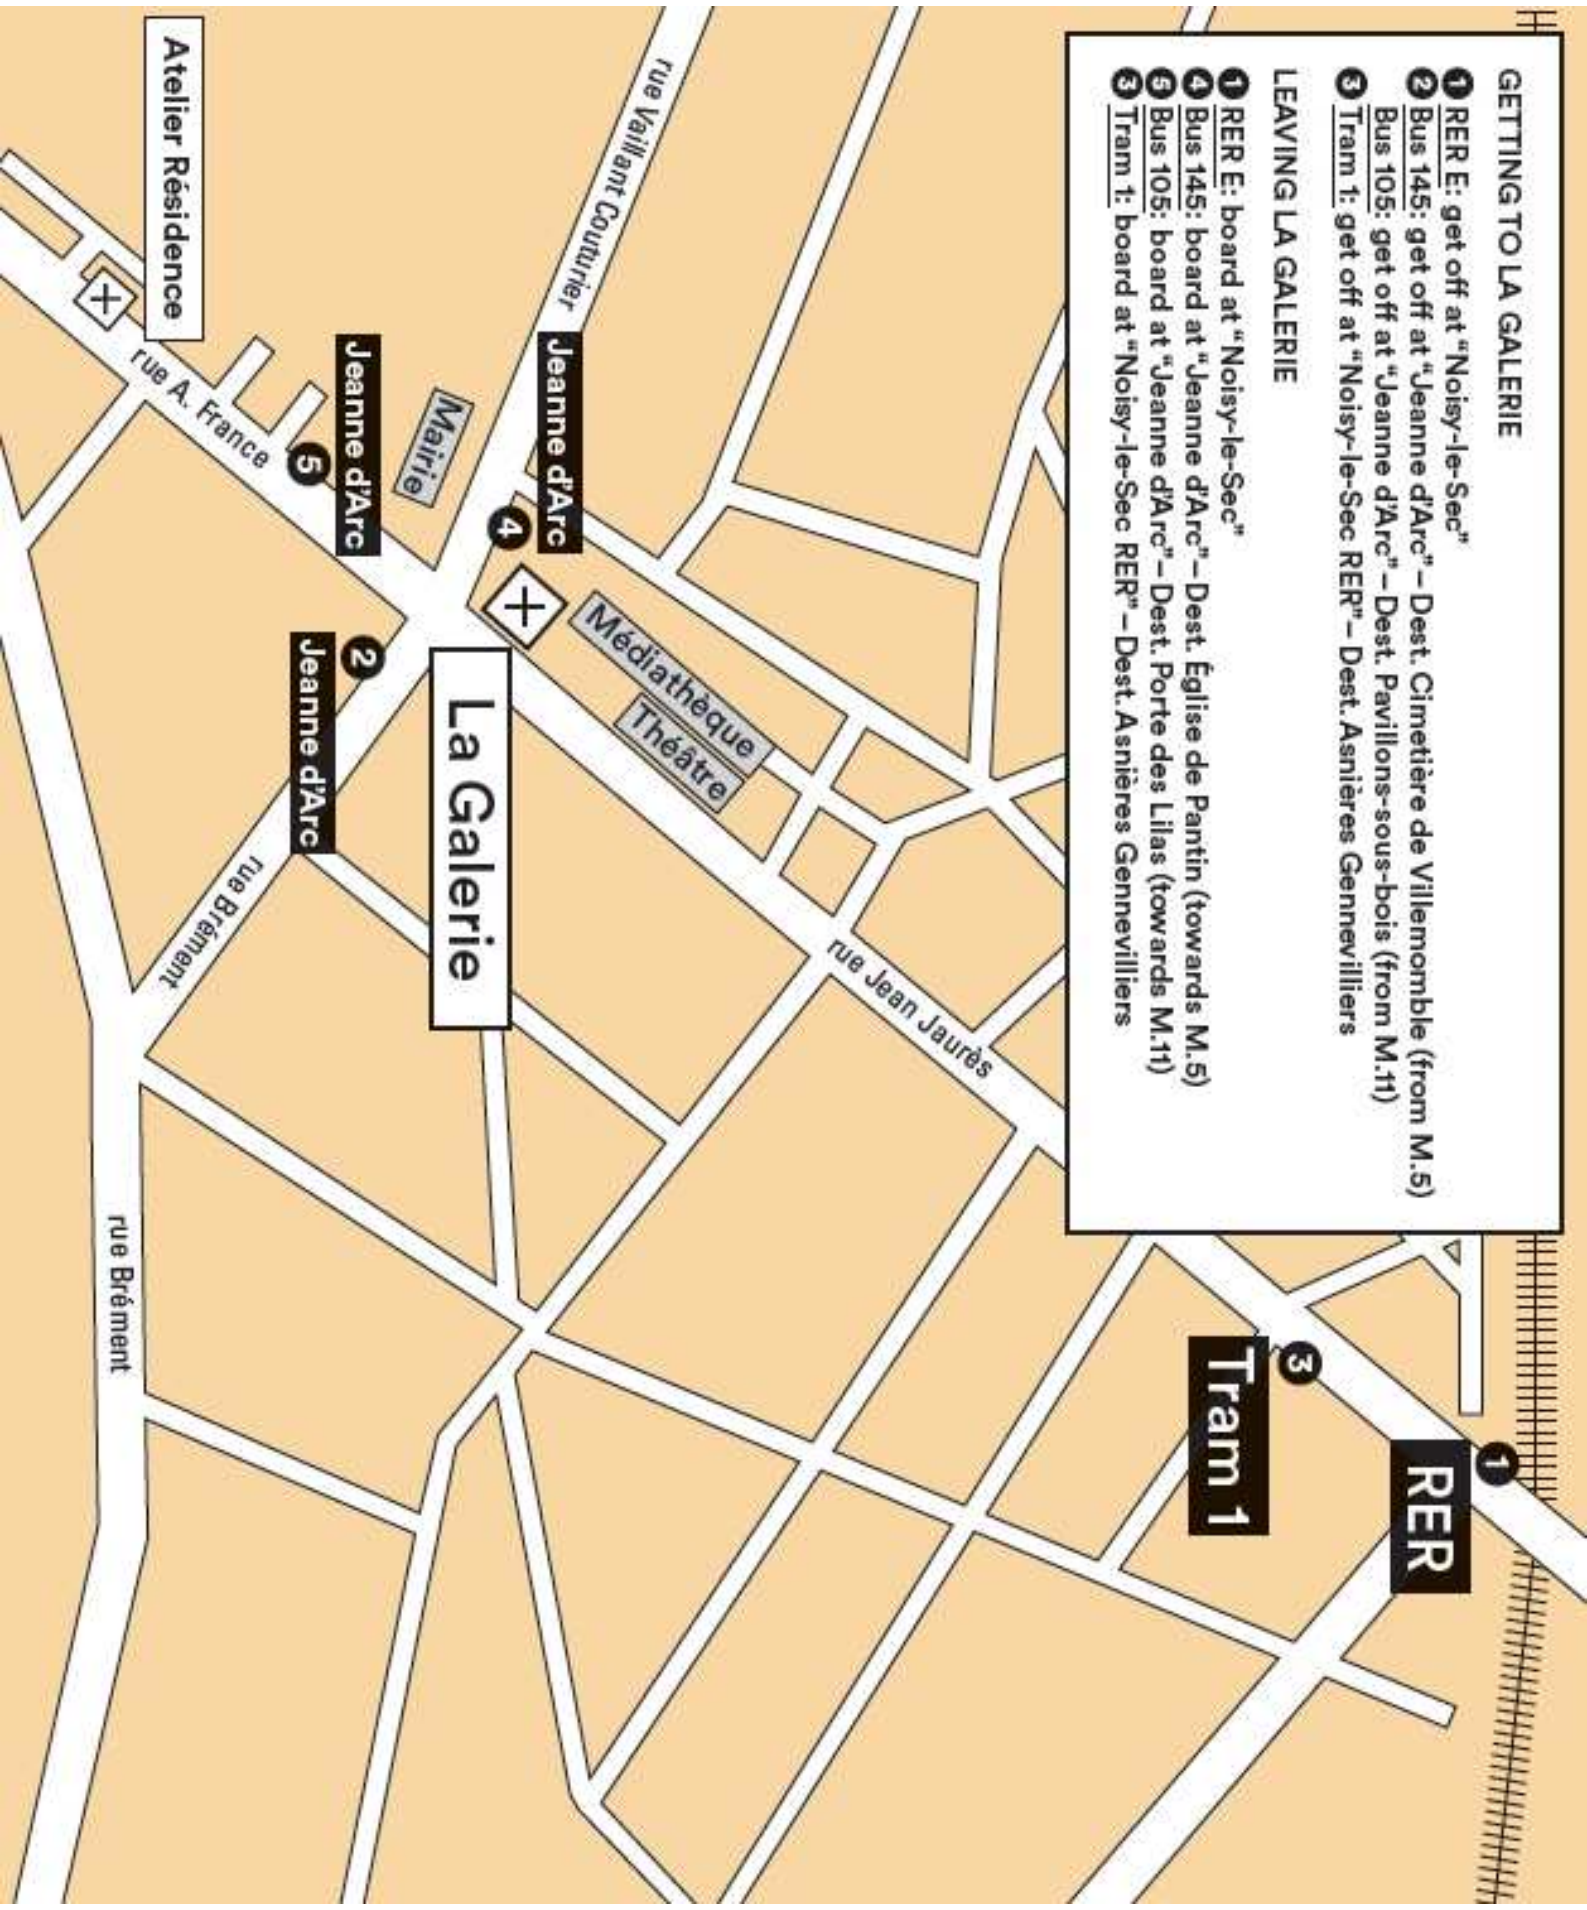 GETTING TO LA GALERIE
1 RER E: get off at “Noisy-le-Sec”
2 Bus 145: get off at “Jeanne d’Arc” – Dest. Cimetière de Villemomble (from M.5)
Bus 105: get off at “Jeanne d’Arc” – Dest. Pavillons-sous-bois (from M.11)
3 Tram 1: get off at “Noisy-le-Sec RER” – Dest. Asnières Gennevilliers
LEAVING LA GALERIE
1 RER E: board at “Noisy-le-Sec”
4 Bus 145: board at “Jeanne d’Arc” – Dest. Église de Pantin (towards M.5)
5 Bus 105: board at “Jeanne d’Arc” – Dest. Porte des Lilas (towards M.11)
3 Tram 1: board at “Noisy-le-Sec RER” – Dest. Asnières Gennevilliers
1
RER
3
Tram 1
rue Jean Jaurès
rue Vaillant Couturier
Jeanne d’Arc
4
Médiathèque
Théâtre
Mairie
La Galerie
Jeanne d’Arc
5
2
Jeanne d’Arc
rue A. France
Atelier Résidence
rue Brément
rue Brément